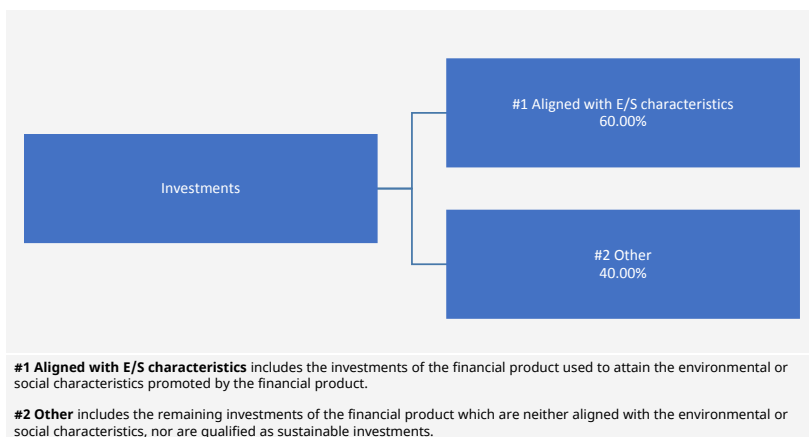 #1 Aligned with E/S characteristics
60.00%
Investments
#2 Other
40.00%
#1 Aligned with E/S characteristics includes the investments of the financial product used to attain the environmental or
social characteristics promoted by the financial product.
#2 Other includes the remaining investments of the financial product which are neither aligned with the environmental or
social characteristics, nor are qualified as sustainable investments.